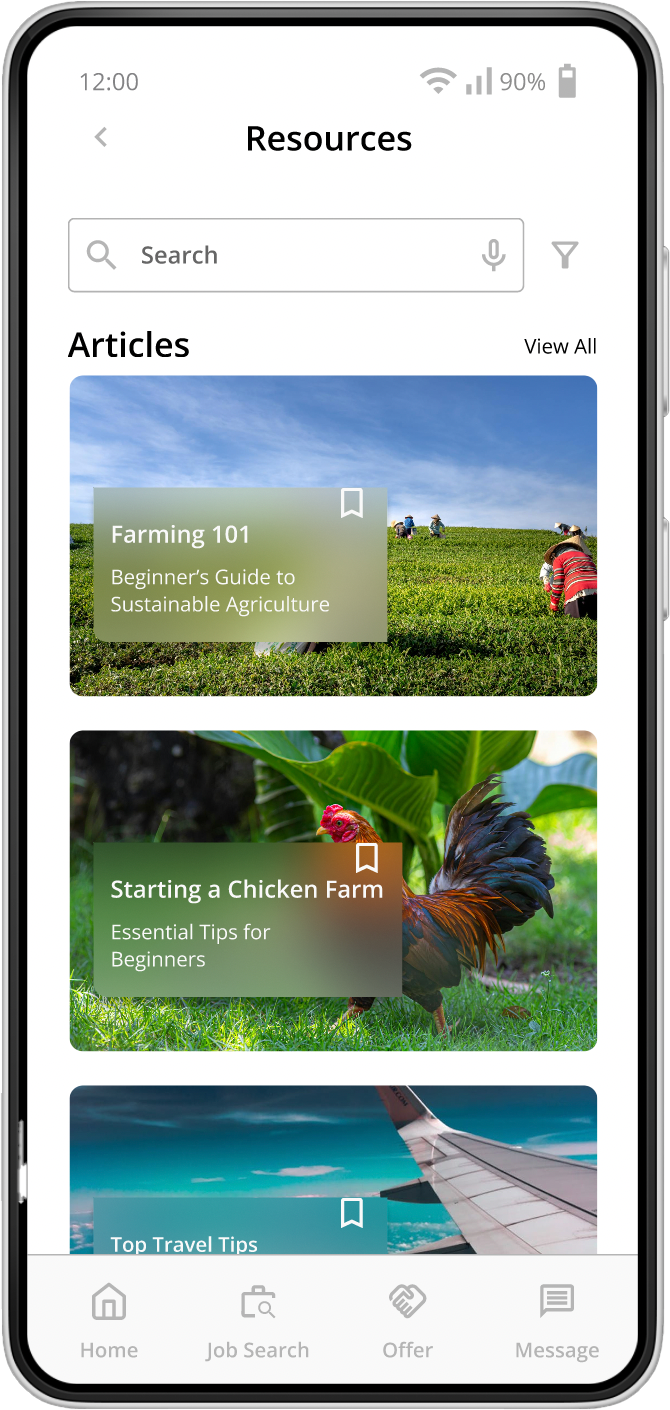 12:00
90%
Resources
Search
Articles
View All
Farming 101
Beginner’s Guide to
Sustainable Agriculture
Starting a Chicken Farm
Essential Tips for
Beginners
Top Travel Tips
Home
Job Search
Offer
Message